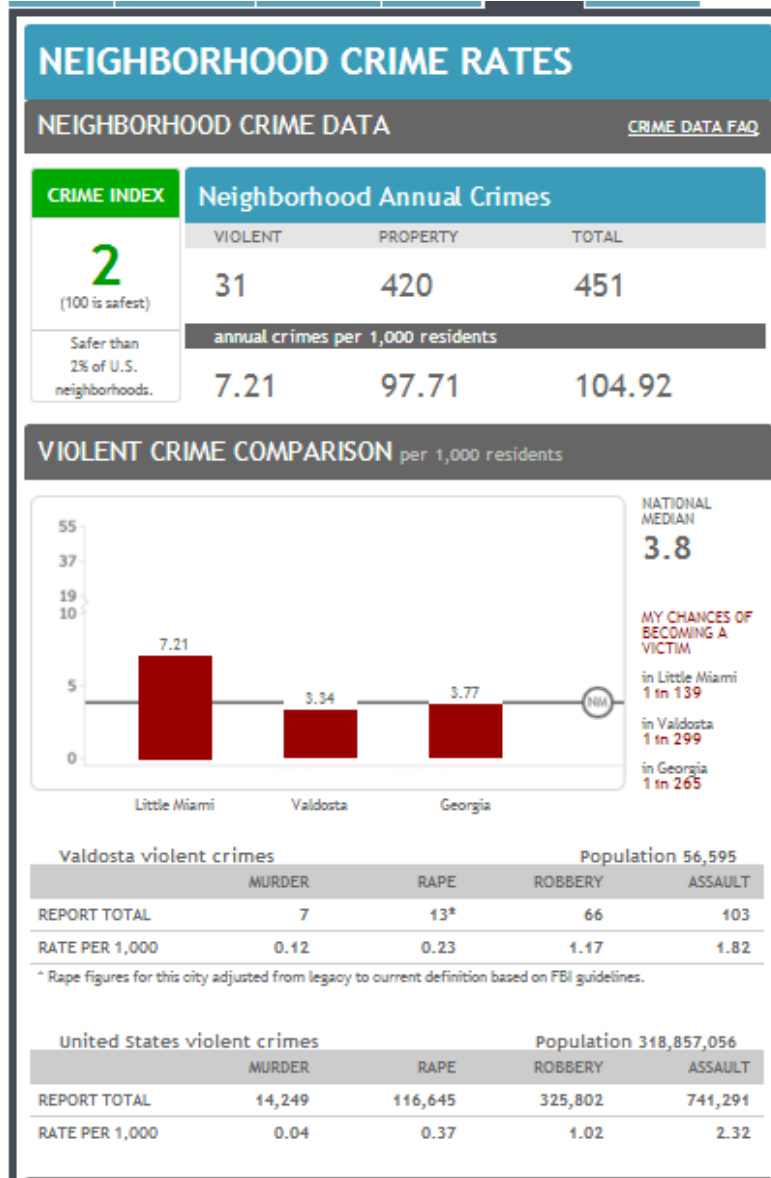 NEIGHBORHOOD CRIME RATES
NEIGHBORHOOD CRIME DATA CRIME DATA FAQ
CRIME INDEX
2
(100 is safest)
Safer than
2% of U.S.
neighborhoods.
Neighborhood Annual Crimes
VIOLENT PROPERTY TOTAL
31 420 451
annual crimes per 1,000 residents
7.21 97.71 104.92
VIOLENT CRIME COMPARISON per 1,000 residents
55
37
19
10
5
0
7.21
3.34
3.77
NM
Little Miami Valdosta Georgia
NATIONAL
MEDIAN
3.8
MY CHANCES OF
BECOMING A
VICTIM
in Little Miami
1 in 139
in Valdosta
1 in 299
in Georgia
1 in 265
Valdosta violent crimes Population 56,595
MURDER RAPE ROBBERY ASSAULT
REPORT TOTAL 7 13* 66 103
RATE PER 1,000 0.12 0.23 1.17 1.82
* Rape figures for this city adjusted from legacy to current definition based on FBI guidelines.
United States violent crimes Population 318,857,056
MURDER RAPE ROBBERY ASSAULT
REPORT TOTAL 14,249 116,645 325,802 741,291
RATE PER 1,000 0.04 0.37 1.02 2.32